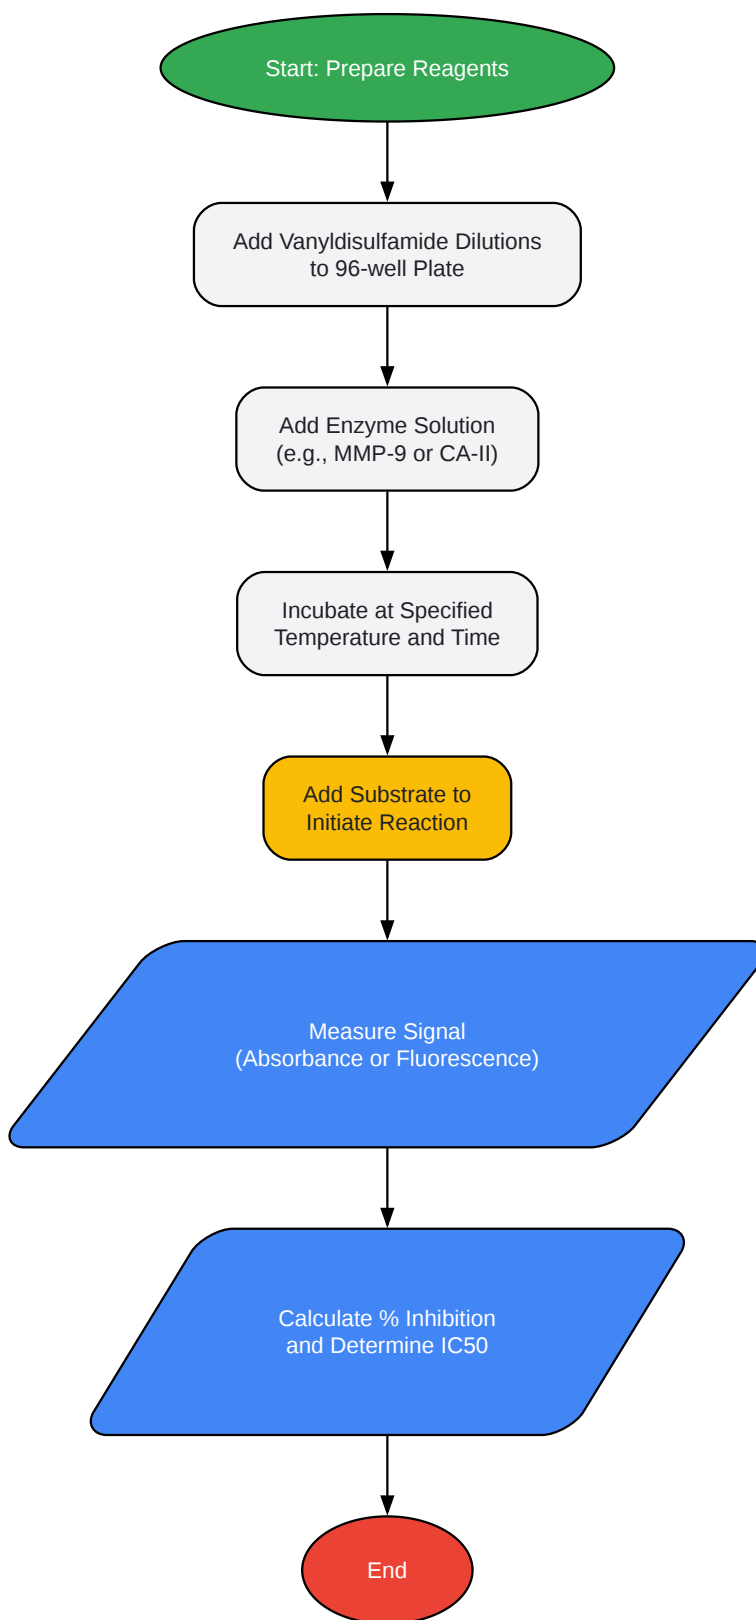 Start: Prepare Reagents
Add Vanyldisulfamide Dilutions
to 96-well Plate
Add Enzyme Solution
(e.g., MMP-9 or CA-II)
Incubate at Specified
Temperature and Time
Add Substrate to
Initiate Reaction
Measure Signal
(Absorbance or Fluorescence)
Calculate % Inhibition
and Determine IC50
End